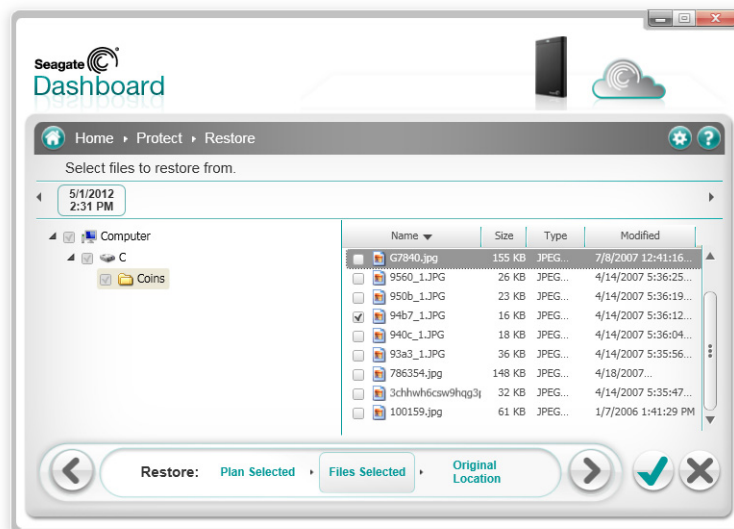 Seagate
Dashboard
Home ▸ Protect ▸ Restore
Select files to restore from.
5/1/2012
2:31 PM
Computer
C
Coins
Name Size Type Modified
G7840.jpg 155 KB JPEG... 7/8/2007 12:41:16...
9560_1.JPG 26 KB JPEG... 4/14/2007 5:36:25...
950b_1.JPG 23 KB JPEG... 4/14/2007 5:36:19...
94b7_1.JPG 16 KB JPEG... 4/14/2007 5:36:12...
940c_1.JPG 18 KB JPEG... 4/14/2007 5:36:04...
93a3_1.JPG 36 KB JPEG... 4/14/2007 5:35:56...
786354.jpg 148 KB JPEG... 4/18/2007...
3chhwh6csw9hqg3p 32 KB JPEG... 4/14/2007 5:35:47...
100159.jpg 61 KB JPEG... 1/7/2006 1:41:29 PM
Restore: Plan Selected ▸ Files Selected ▸ Original
Location